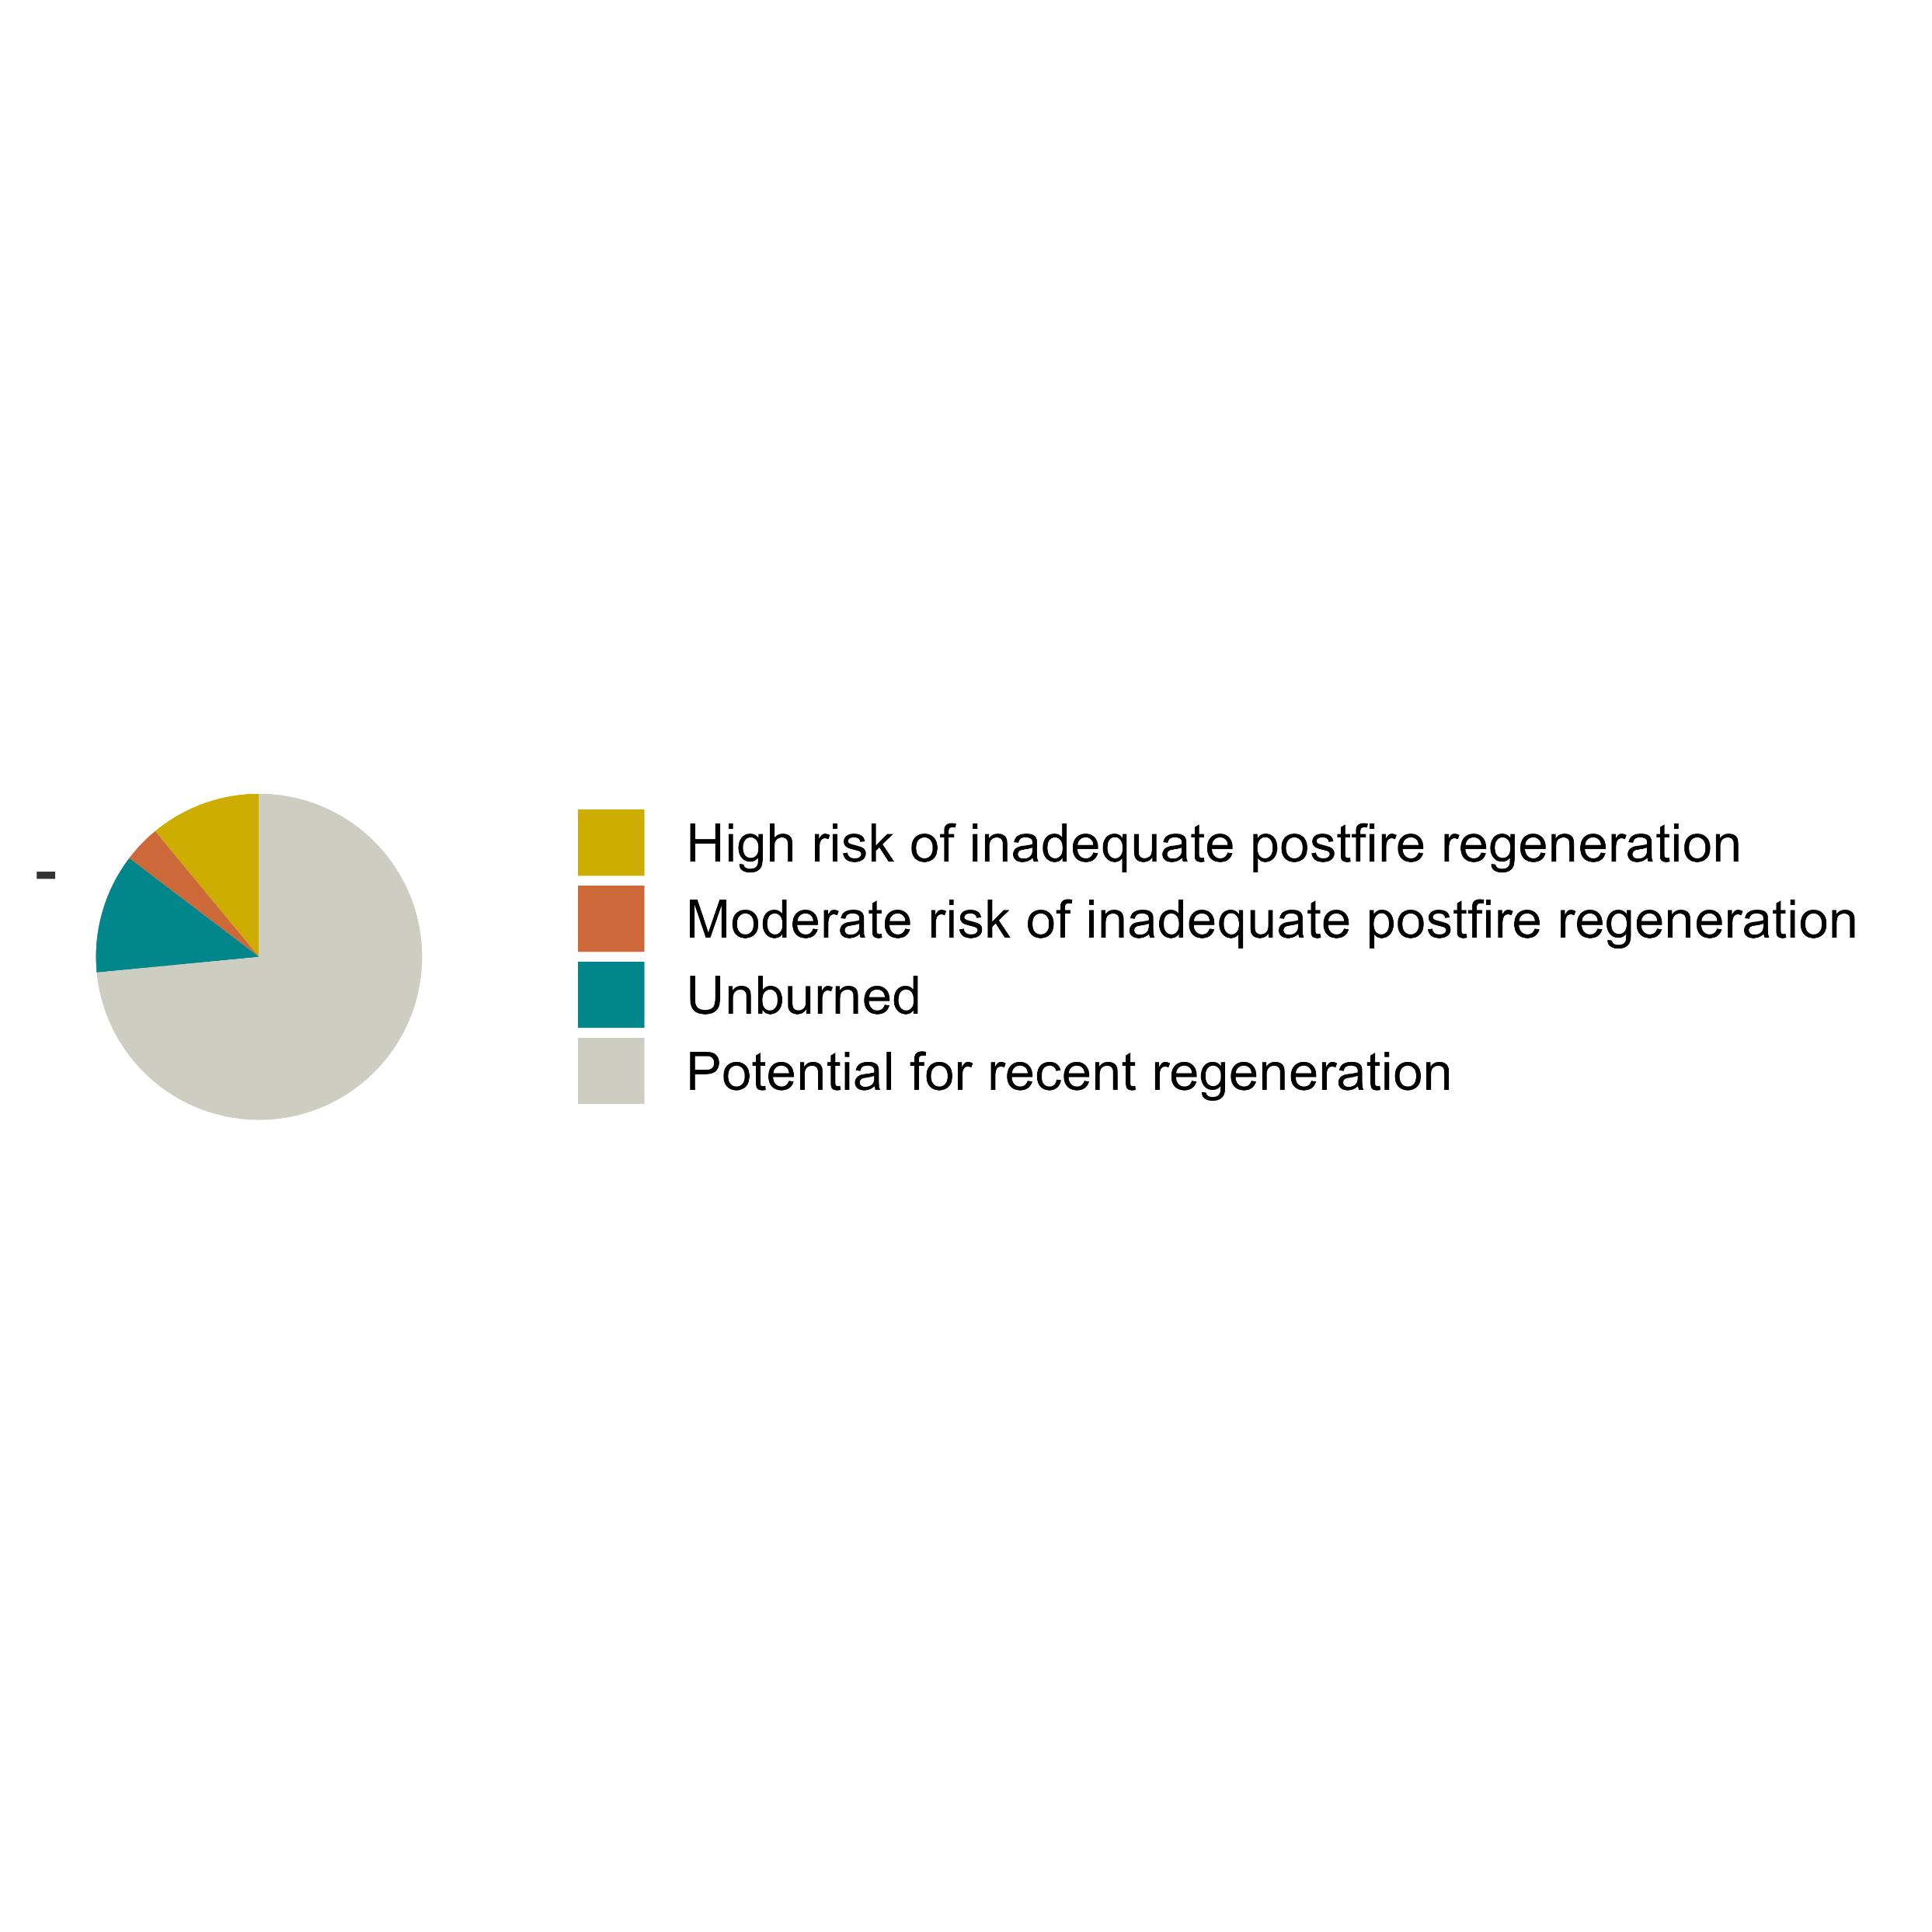 High risk of inadequate postfire regeneration
Moderate risk of inadequate postfire regeneration
Unburned
Potential for recent regeneration